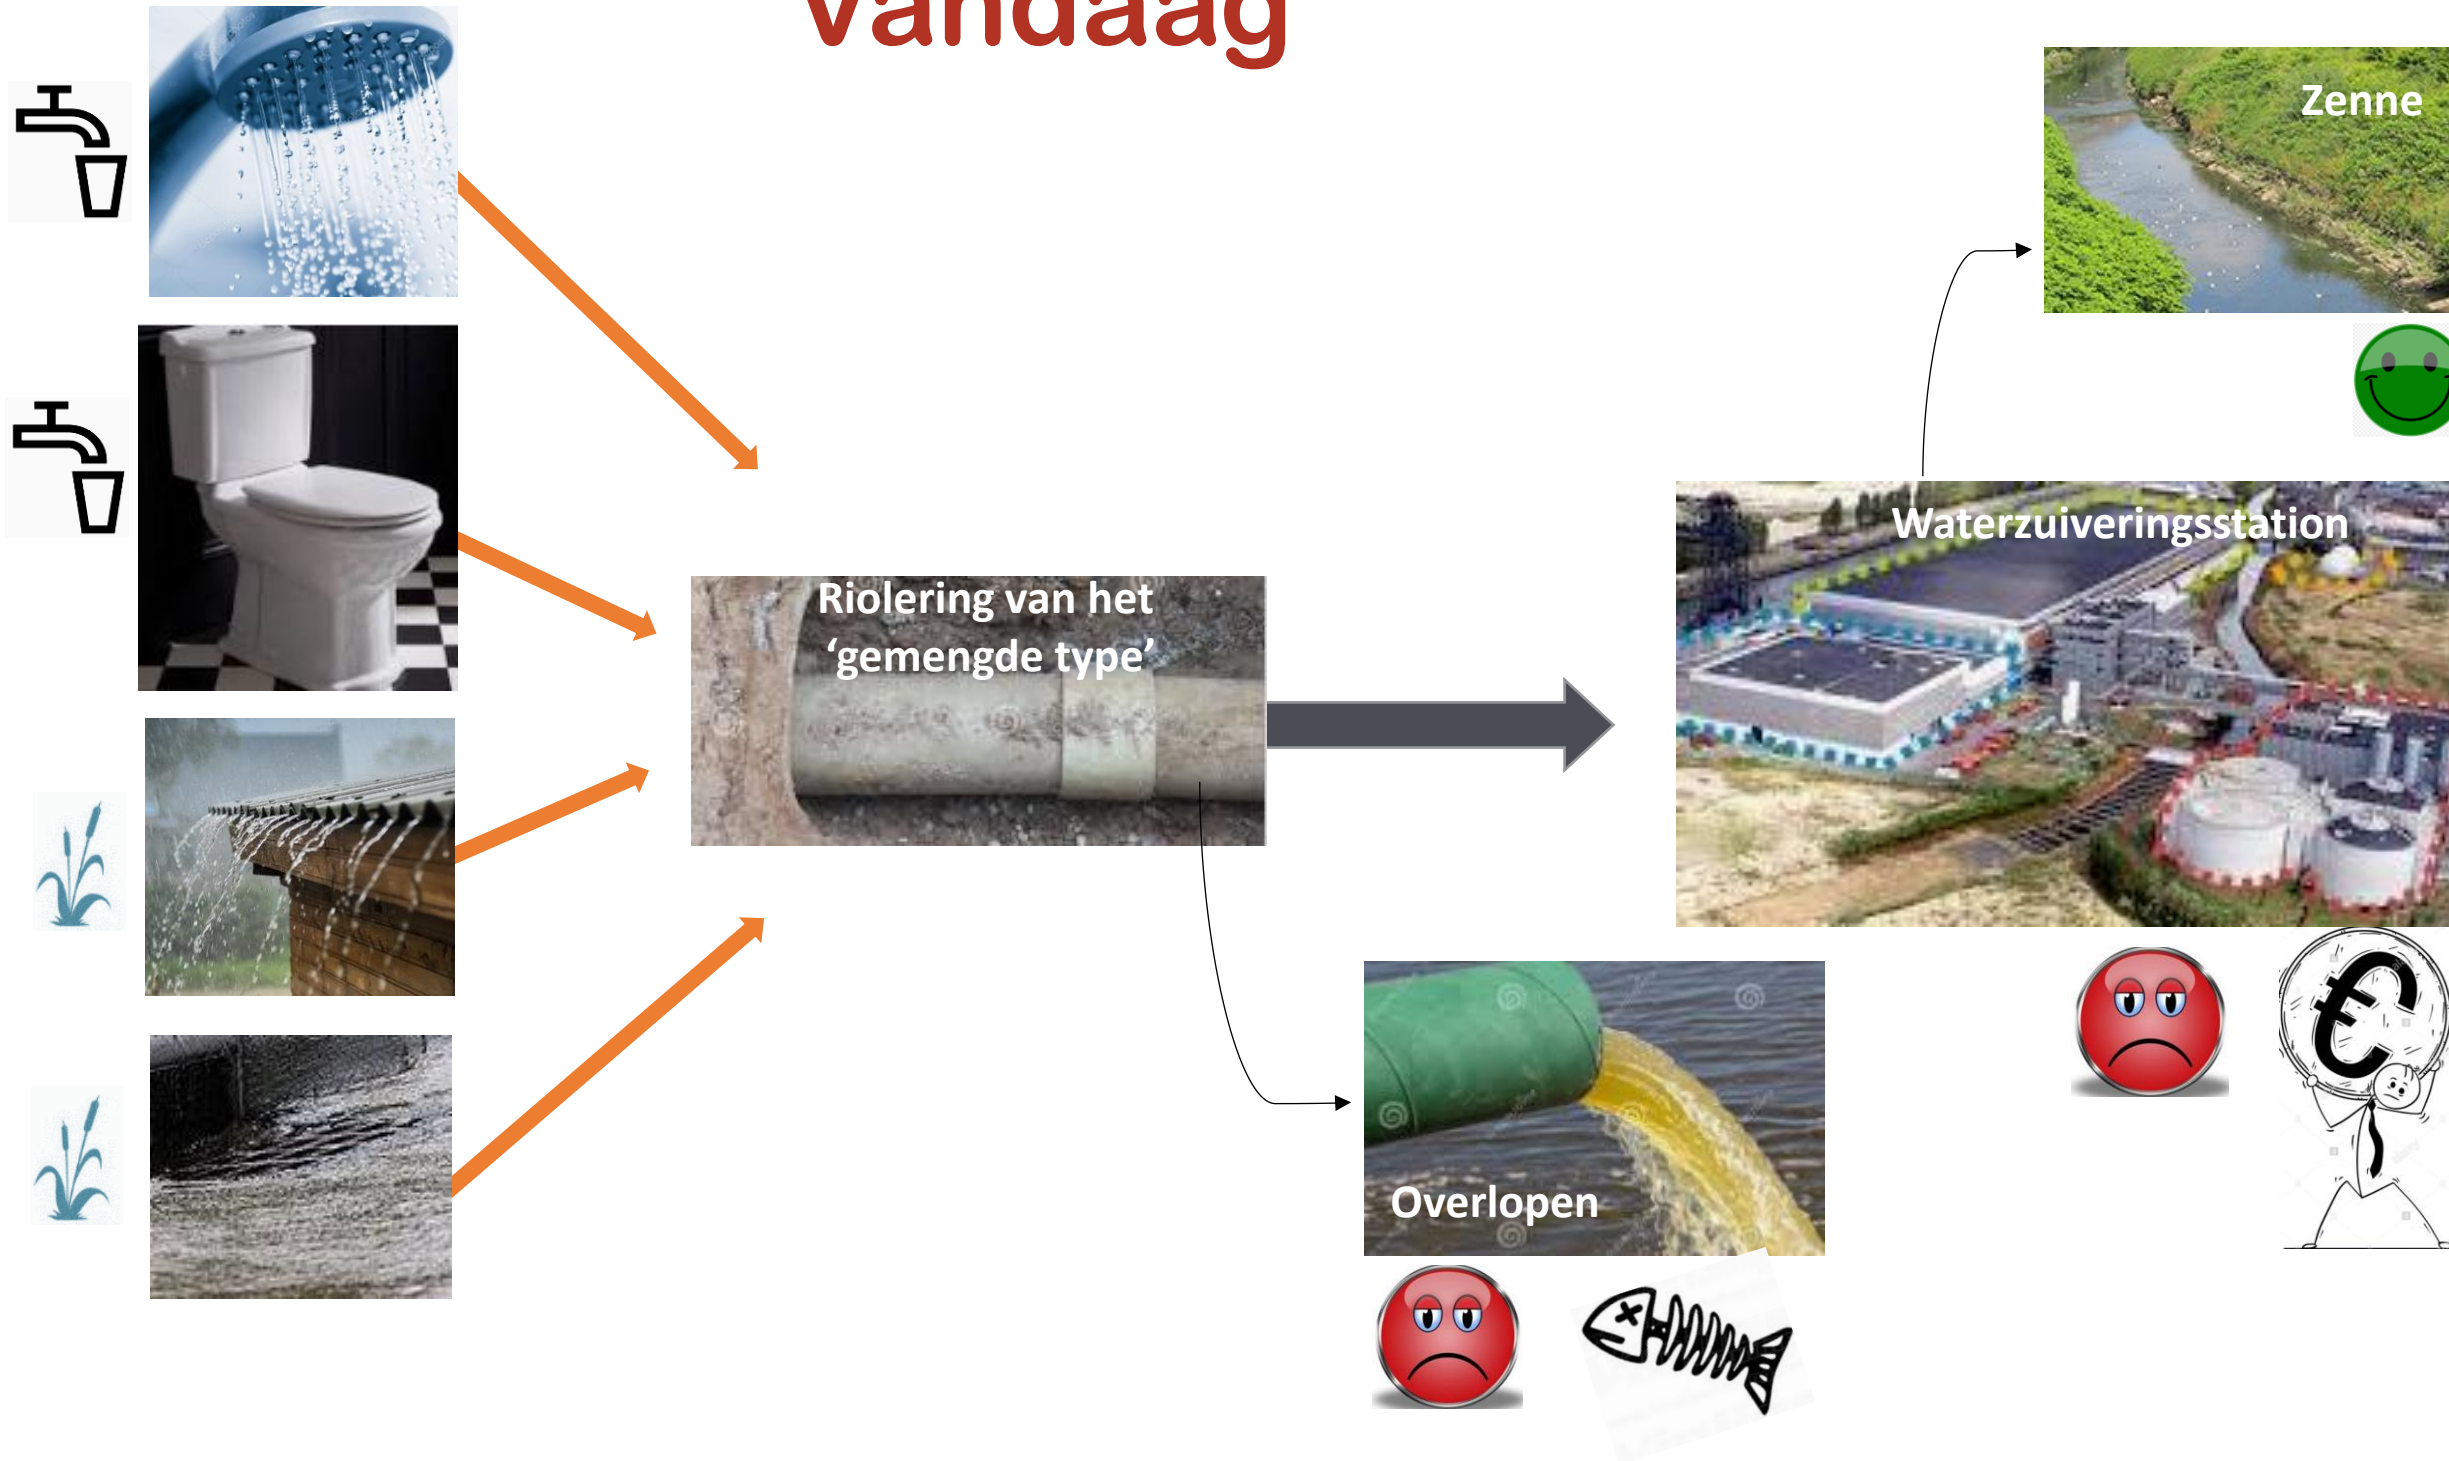 Vandaag
Zenne
Waterzuiveringsstation
Riolering van het
‘gemengde type’
Overlopen
€